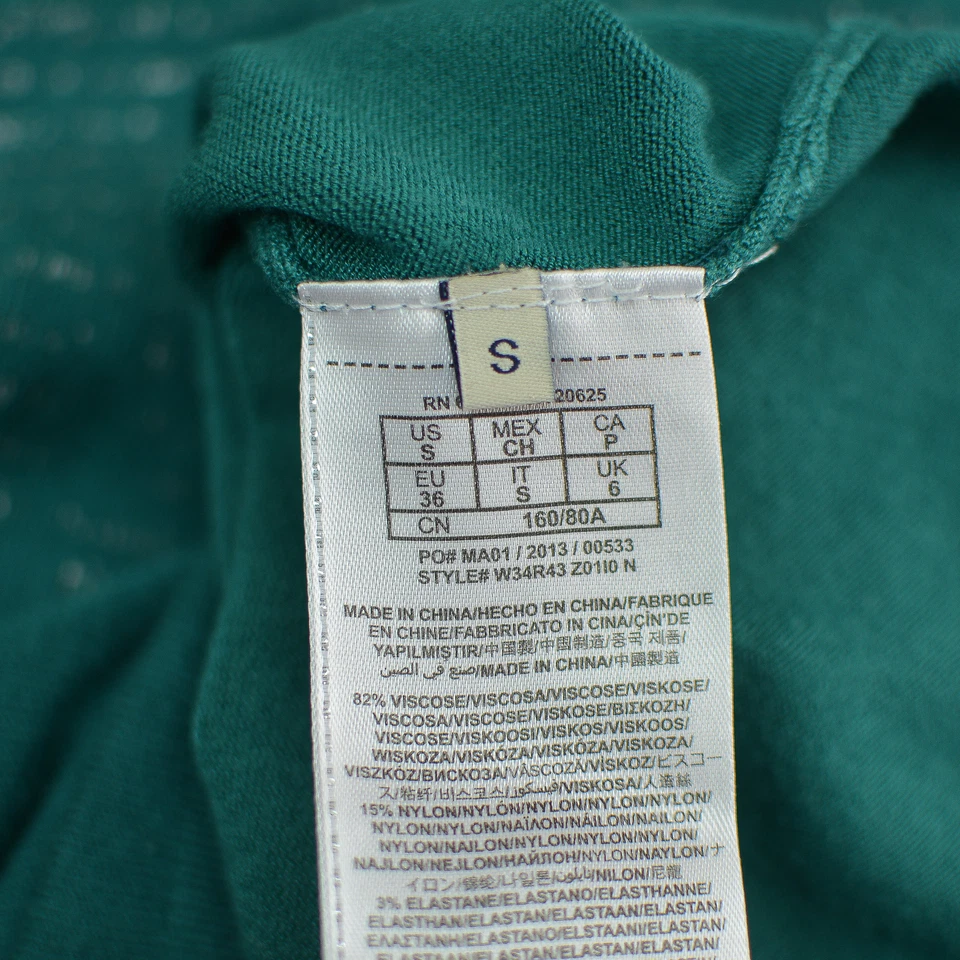 S
RN 20625
US S MEX CH CA P
EU 36 IT S UK 6
CN 160/80A
PO# MA01 / 2013 / 00533
STYLE# W34R43 Z01I0 N
MADE IN CHINA/HECHO EN CHINA/FABRIQUE
EN CHINE/FABBRICATO IN CINA/ÇİN'DE
YAPILMIŞTIR/中国製/中國制造/중국 제품/
صنع في الصين/MADE IN CHINA/中國製造
82% VISCOSE/VISCOSA/VISCOSE/VISKOSE/
VISCOSA/VISCOSE/VISKOSE/ΒΙΣΚΟΖΗ/
VISCOSE/VISKOOSI/VISKOS/VISKOOS/
WISKOZA/VISKÓZA/VISKÓZA/VISKOZA/
VISZKÓZ/ВИСКОЗА/VÂSCOZĂ/VİSKOZ/ビスコー
ス/粘纤/비스코스/فيسكوز/VISKOSA/人造絲
15% NYLON/NYLON/NYLON/NYLON/NYLON/
NYLON/NYLON/ΝΑΪΛΟΝ/NÁILON/NAILON/
NYLON/NAILON/NYLON/NYLON/NYLON/
NAJLON/NEJLON/НАЙЛОН/NYLON/NAYLON/ナ
イロン/锦纶/나일론/نايلون/NILON/尼龍
3% ELASTANE/ELASTANO/ELASTHANNE/
ELASTHAN/ELASTAN/ELASTAAN/ELASTAN/
ΕΛΑΣΤΑΝΗ/ELASTANO/ELASTAAN/ELASTAN/